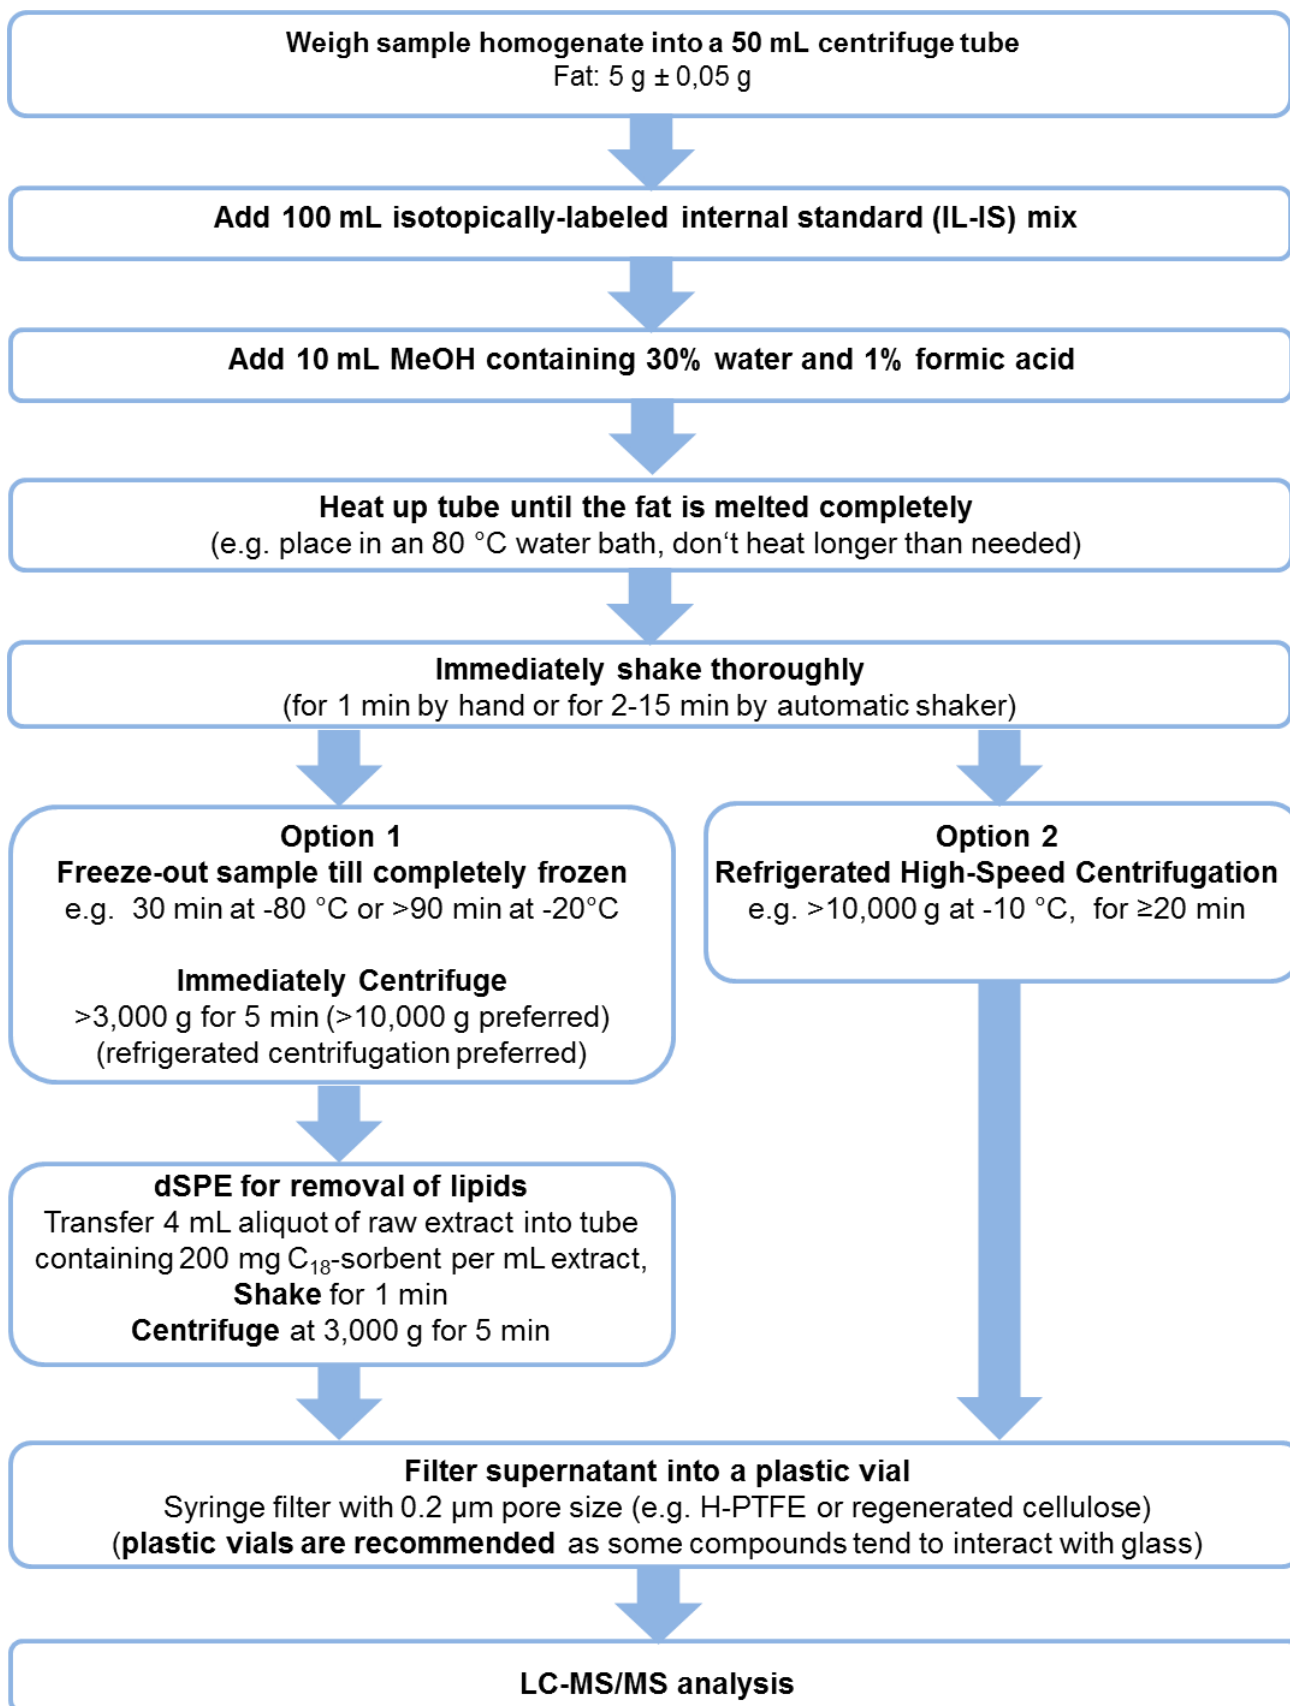 Weigh sample homogenate into a 50 mL centrifuge tube
Fat: 5 g ± 0,05 g
Add 100 mL isotopically-labeled internal standard (IL-IS) mix
Add 10 mL MeOH containing 30% water and 1% formic acid
Heat up tube until the fat is melted completely
(e.g. place in an 80 °C water bath, don‘t heat longer than needed)
Immediately shake thoroughly
(for 1 min by hand or for 2-15 min by automatic shaker)
Option 1
Freeze-out sample till completely frozen
e.g. 30 min at -80 °C or >90 min at -20°C
Immediately Centrifuge
>3,000 g for 5 min (>10,000 g preferred)
(refrigerated centrifugation preferred)
Option 2
Refrigerated High-Speed Centrifugation
e.g. >10,000 g at -10 °C, for ≥20 min
dSPE for removal of lipids
Transfer 4 mL aliquot of raw extract into tube
containing 200 mg C₁₈-sorbent per mL extract,
Shake for 1 min
Centrifuge at 3,000 g for 5 min
Filter supernatant into a plastic vial
Syringe filter with 0.2 µm pore size (e.g. H-PTFE or regenerated cellulose)
(plastic vials are recommended as some compounds tend to interact with glass)
LC-MS/MS analysis